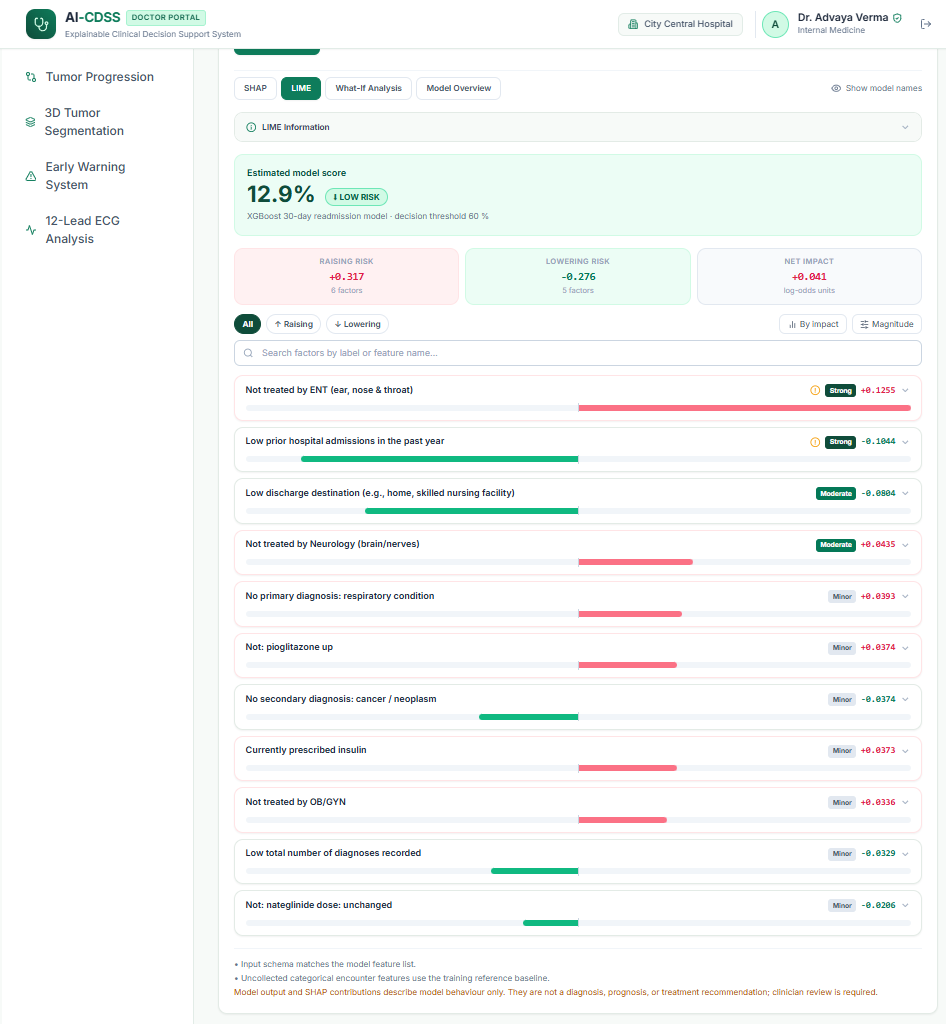 AI-CDSS DOCTOR PORTAL
Explainable Clinical Decision Support System
City Central Hospital
A
Dr. Advaya Verma
Internal Medicine
Tumor Progression
3D Tumor
Segmentation
Early Warning
System
12-Lead ECG
Analysis
SHAP LIME What-If Analysis Model Overview Show model names
LIME Information
Estimated model score
12.9% ⬇ LOW RISK
XGBoost 30-day readmission model · decision threshold 60 %
RAISING RISK
+0.317
6 factors
LOWERING RISK
-0.276
5 factors
NET IMPACT
+0.041
log-odds units
All ↑ Raising ↓ Lowering By impact Magnitude
Search factors by label or feature name...
Not treated by ENT (ear, nose & throat) Strong +0.1255
Low prior hospital admissions in the past year Strong -0.1044
Low discharge destination (e.g., home, skilled nursing facility) Moderate -0.0804
Not treated by Neurology (brain/nerves) Moderate +0.0435
No primary diagnosis: respiratory condition Minor +0.0393
Not: pioglitazone up Minor +0.0374
No secondary diagnosis: cancer / neoplasm Minor -0.0374
Currently prescribed insulin Minor +0.0373
Not treated by OB/GYN Minor +0.0336
Low total number of diagnoses recorded Minor -0.0329
Not: nateglinide dose: unchanged Minor -0.0206
• Input schema matches the model feature list.
• Uncollected categorical encounter features use the training reference baseline.
Model output and SHAP contributions describe model behaviour only. They are not a diagnosis, prognosis, or treatment recommendation; clinician review is required.